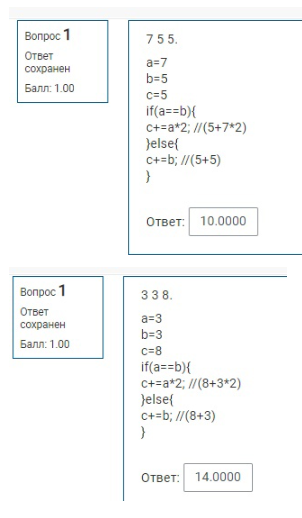 Вопрос 1
Ответ
сохранен
Балл: 1.00
7 5 5.
a=7
b=5
c=5
if(a==b){
c+=a*2; //(5+7*2)
}else{
c+=b; //(5+5)
}
Ответ: 10.0000
Вопрос 1
Ответ
сохранен
Балл: 1.00
3 3 8.
a=3
b=3
c=8
if(a==b){
c+=a*2; //(8+3*2)
}else{
c+=b; //(8+3)
}
Ответ: 14.0000